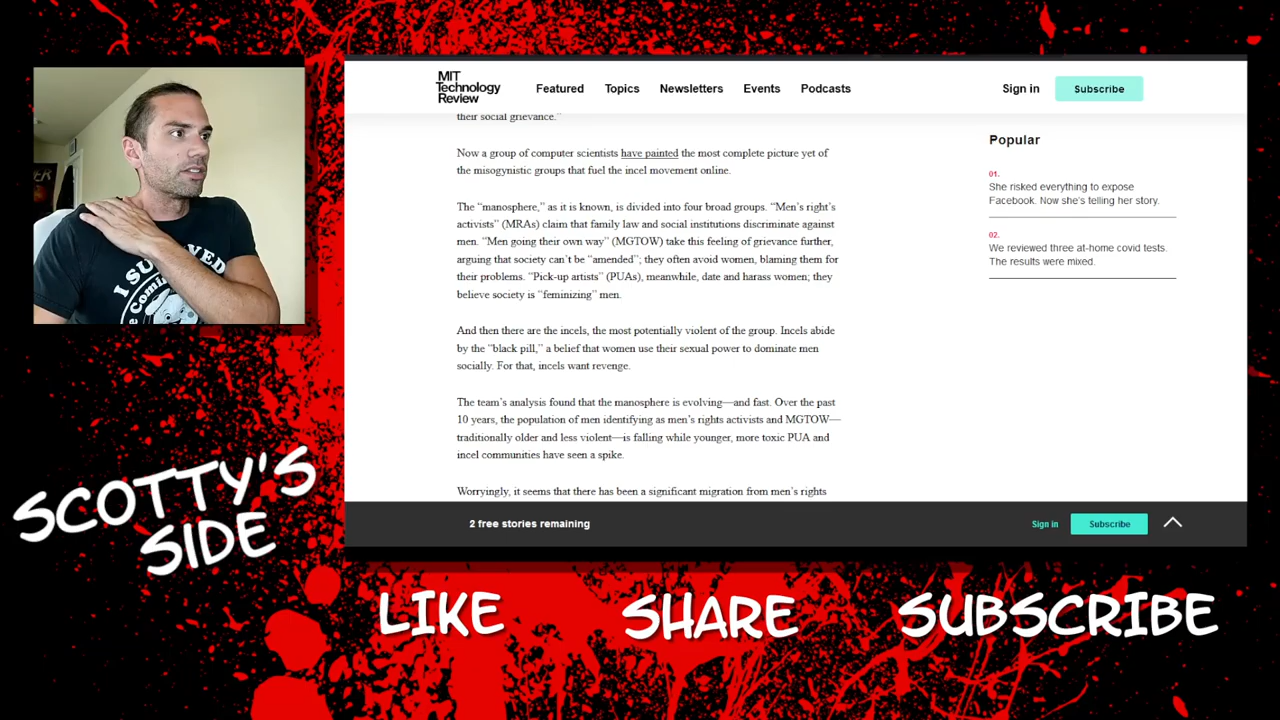 MIT
Technology
Review
Featured
Topics
Newsletters
Events
Podcasts
Sign in
Subscribe
their social grievance.”
Now a group of computer scientists have painted the most complete picture yet of
the misogynistic groups that fuel the incel movement online.
The “manosphere,” as it is known, is divided into four broad groups. “Men’s right’s
activists” (MRAs) claim that family law and social institutions discriminate against
men. “Men going their own way” (MGTOW) take this feeling of grievance further,
arguing that society can’t be “amended”; they often avoid women, blaming them for
their problems. “Pick-up artists” (PUAs), meanwhile, date and harass women; they
believe society is “feminizing” men.
And then there are the incels, the most potentially violent of the group. Incels abide
by the “black pill,” a belief that women use their sexual power to dominate men
socially. For that, incels want revenge.
The team’s analysis found that the manosphere is evolving—and fast. Over the past
10 years, the population of men identifying as men’s rights activists and MGTOW—
traditionally older and less violent—is falling while younger, more toxic PUA and
incel communities have seen a spike.
Worryingly, it seems that there has been a significant migration from men’s rights
Popular
01.
She risked everything to expose
Facebook. Now she’s telling her story.
02.
We reviewed three at-home covid tests.
The results were mixed.
2 free stories remaining
Sign in
Subscribe
I SURVIVED
SCOTTY'S
SIDE
LIKE
SHARE
SUBSCRIBE